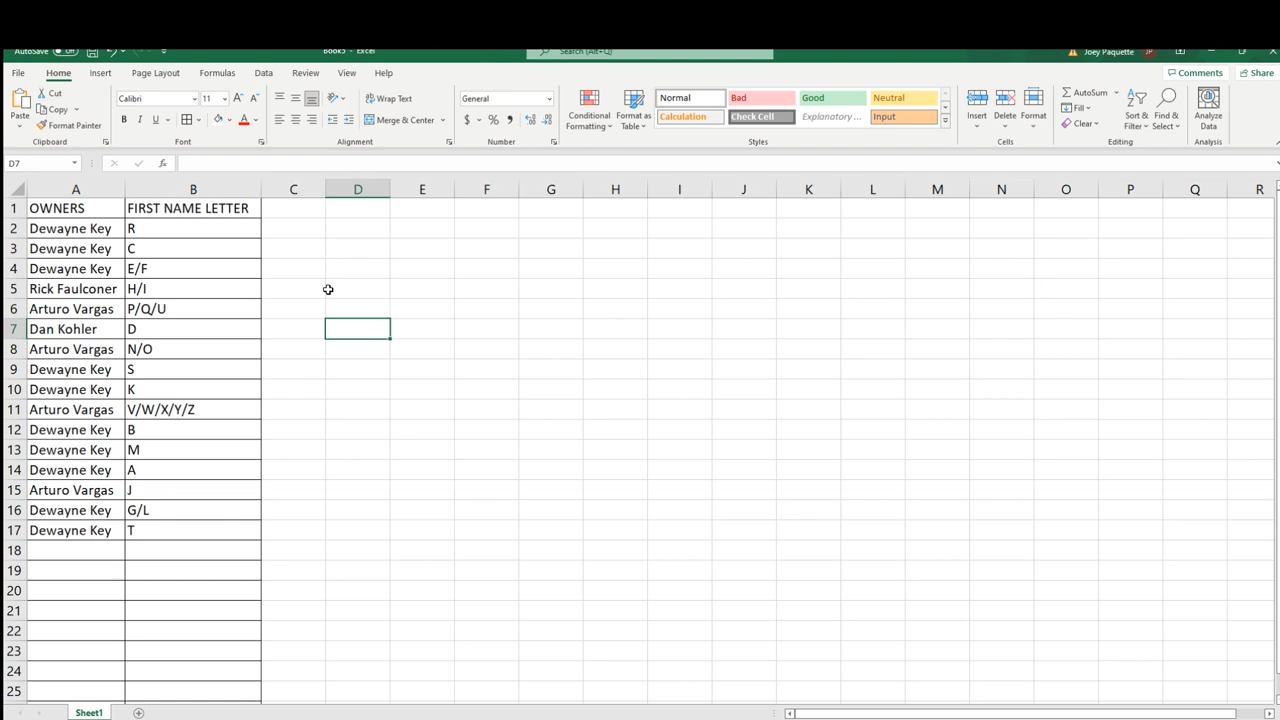 AutoSave Off Book5 - Excel Search (Alt+Q) Joey Paquette JP
File Home Insert Page Layout Formulas Data Review View Help Comments Share
Paste Cut Copy Format Painter Clipboard
Calibri 11 B I U A Font
Wrap Text Merge & Center Alignment
General $ % Number
Conditional Formatting Format as Table
Normal Bad Good Neutral
Calculation Check Cell Explanatory ... Input
Styles
Insert Delete Format Cells
AutoSum Fill Clear Sort & Filter Find & Select Editing
Analyze Data Analysis
D7 fx
A B C D E F G H I J K L M N O P Q R
1 OWNERS FIRST NAME LETTER
2 Dewayne Key R
3 Dewayne Key C
4 Dewayne Key E/F
5 Rick Faulconer H/I
6 Arturo Vargas P/Q/U
7 Dan Kohler D
8 Arturo Vargas N/O
9 Dewayne Key S
10 Dewayne Key K
11 Arturo Vargas V/W/X/Y/Z
12 Dewayne Key B
13 Dewayne Key M
14 Dewayne Key A
15 Arturo Vargas J
16 Dewayne Key G/L
17 Dewayne Key T
18
19
20
21
22
23
24
25
Sheet1